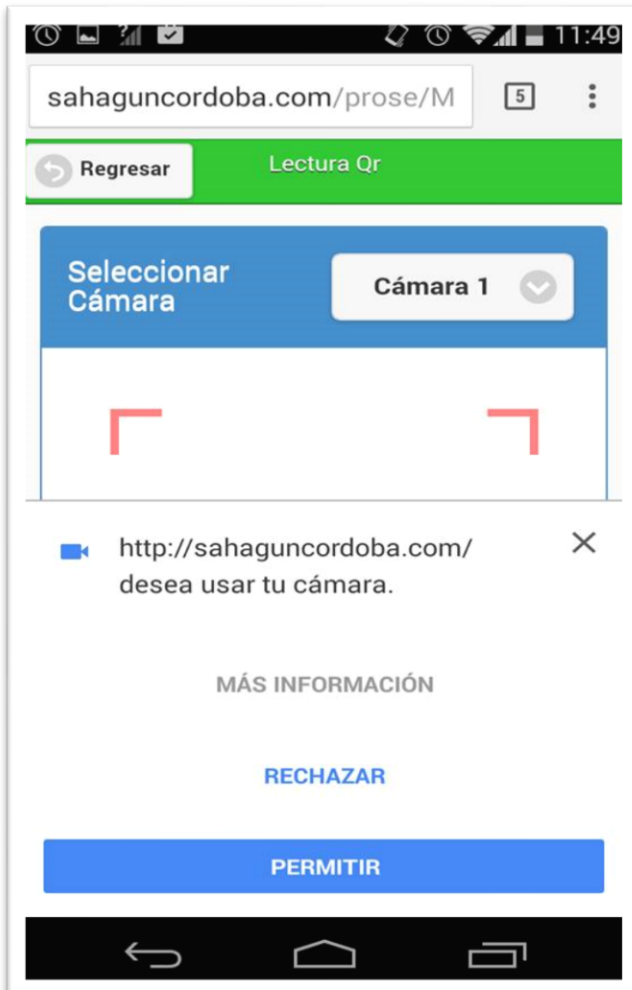 11:49
sahaguncordoba.com/prose/M
5
Regresar
Lectura Qr
Seleccionar
Cámara
Cámara 1
http://sahaguncordoba.com/
desea usar tu cámara.
MÁS INFORMACIÓN
RECHAZAR
PERMITIR